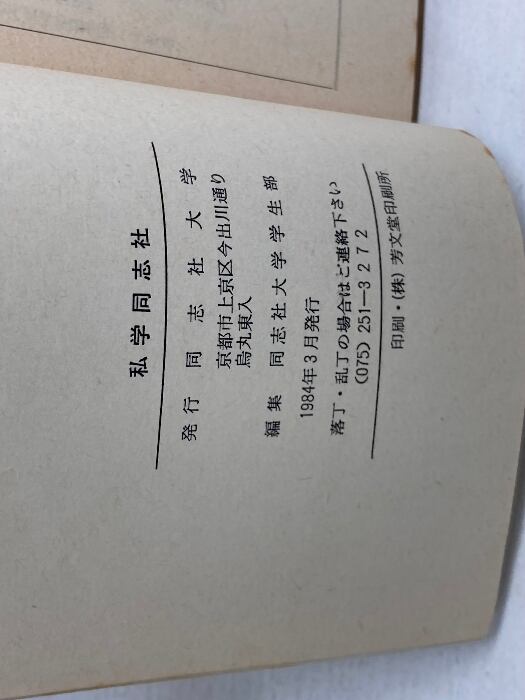 私学同志社
発行 同志社大学
京都市上京区今出川通り
烏丸東入
編集 同志社大学学生部
1984年3月発行
落丁・乱丁の場合はご連絡下さい
(075)251—3272
印刷・(株)芳文堂印刷所